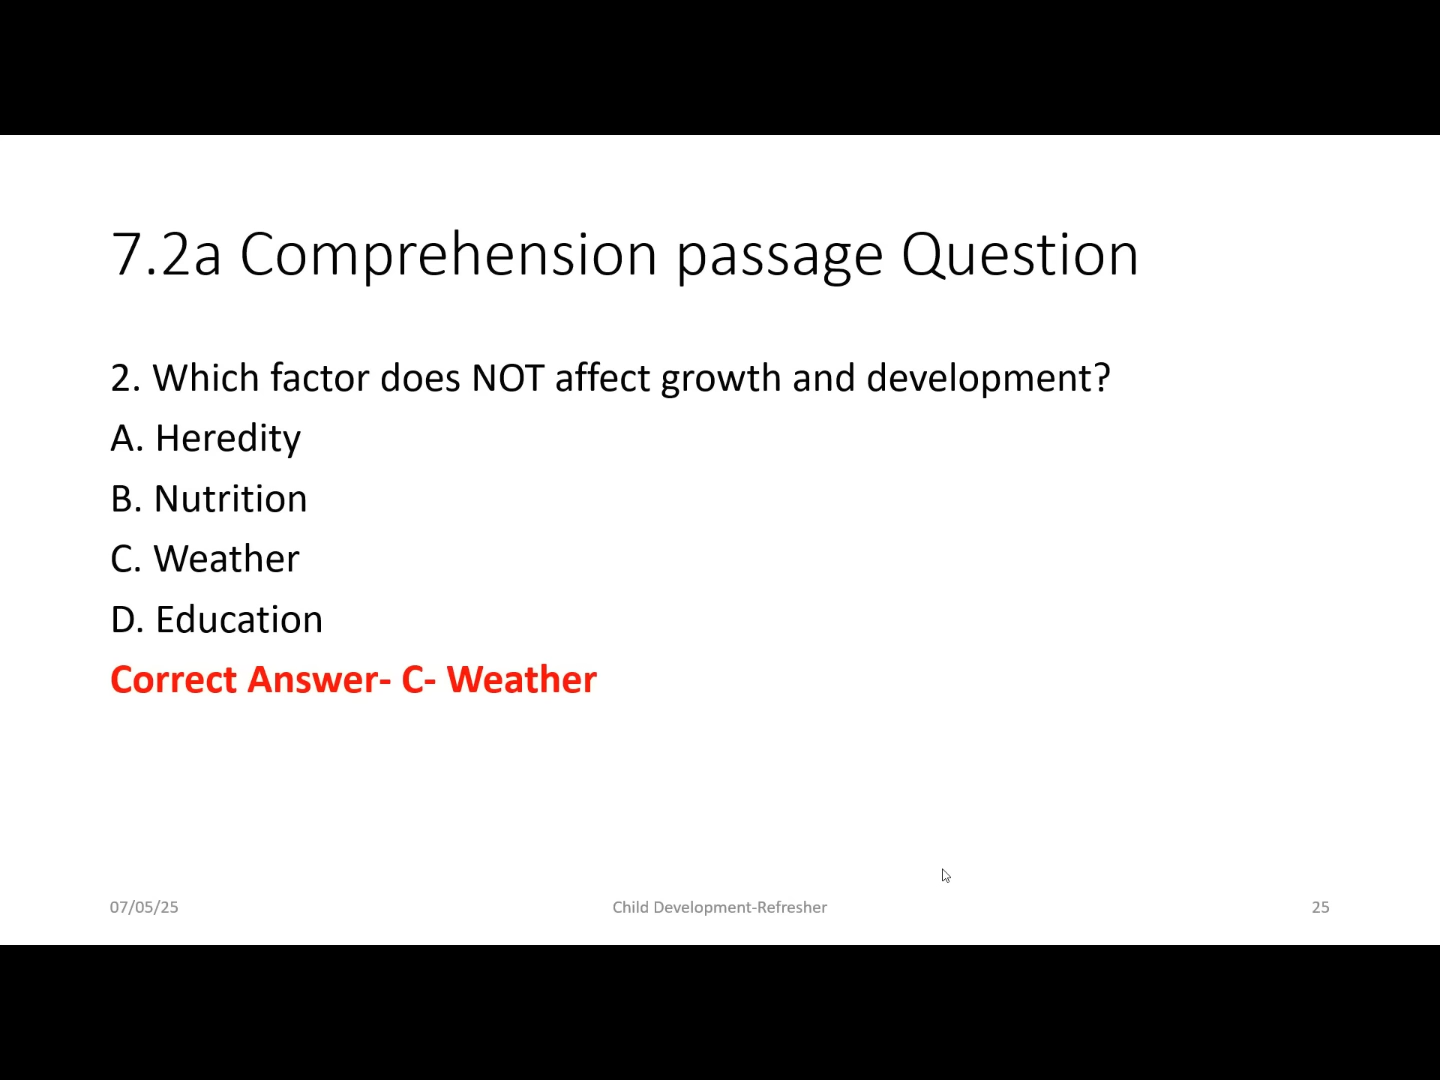 7.2a Comprehension passage Question
2. Which factor does NOT affect growth and development?
A. Heredity
B. Nutrition
C. Weather
D. Education
Correct Answer- C- Weather
07/05/25
Child Development-Refresher
25